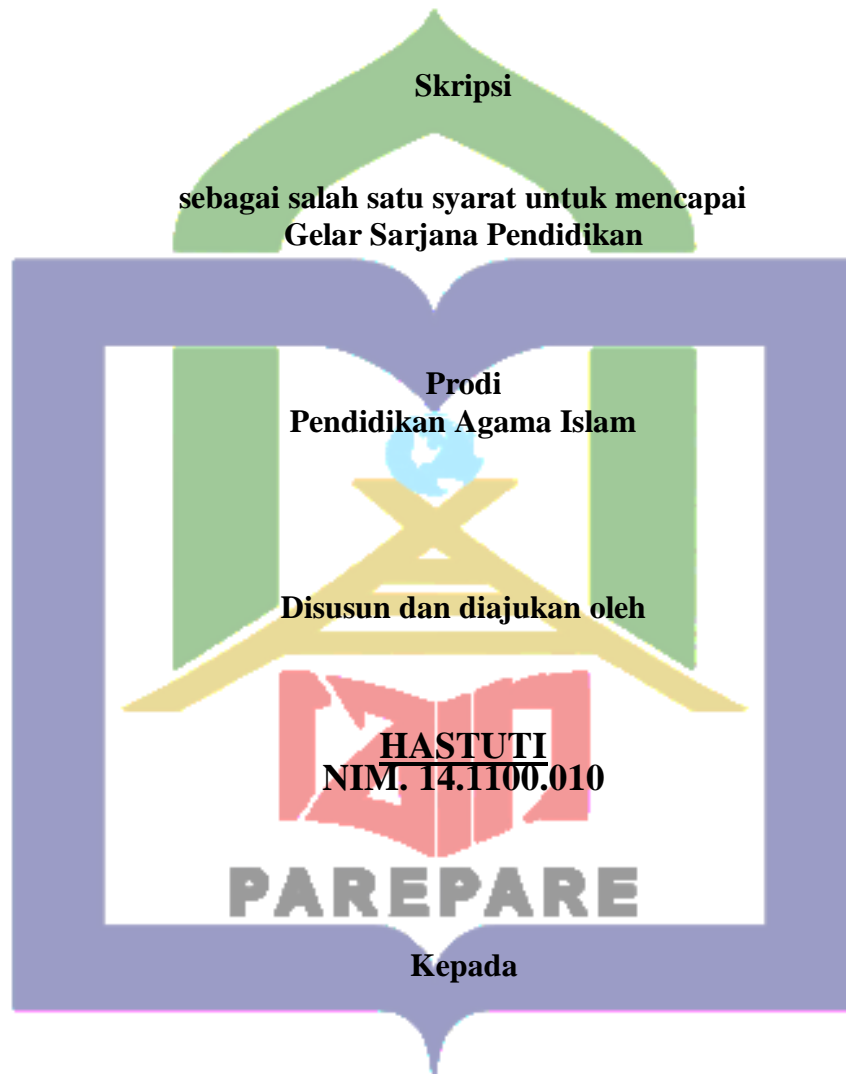 Skripsi
sebagai salah satu syarat untuk mencapai
Gelar Sarjana Pendidikan
Prodi
Pendidikan Agama Islam
Disusun dan diajukan oleh
HASTUTI
NIM. 14.1100.010
iain
PAREPARE
Kepada